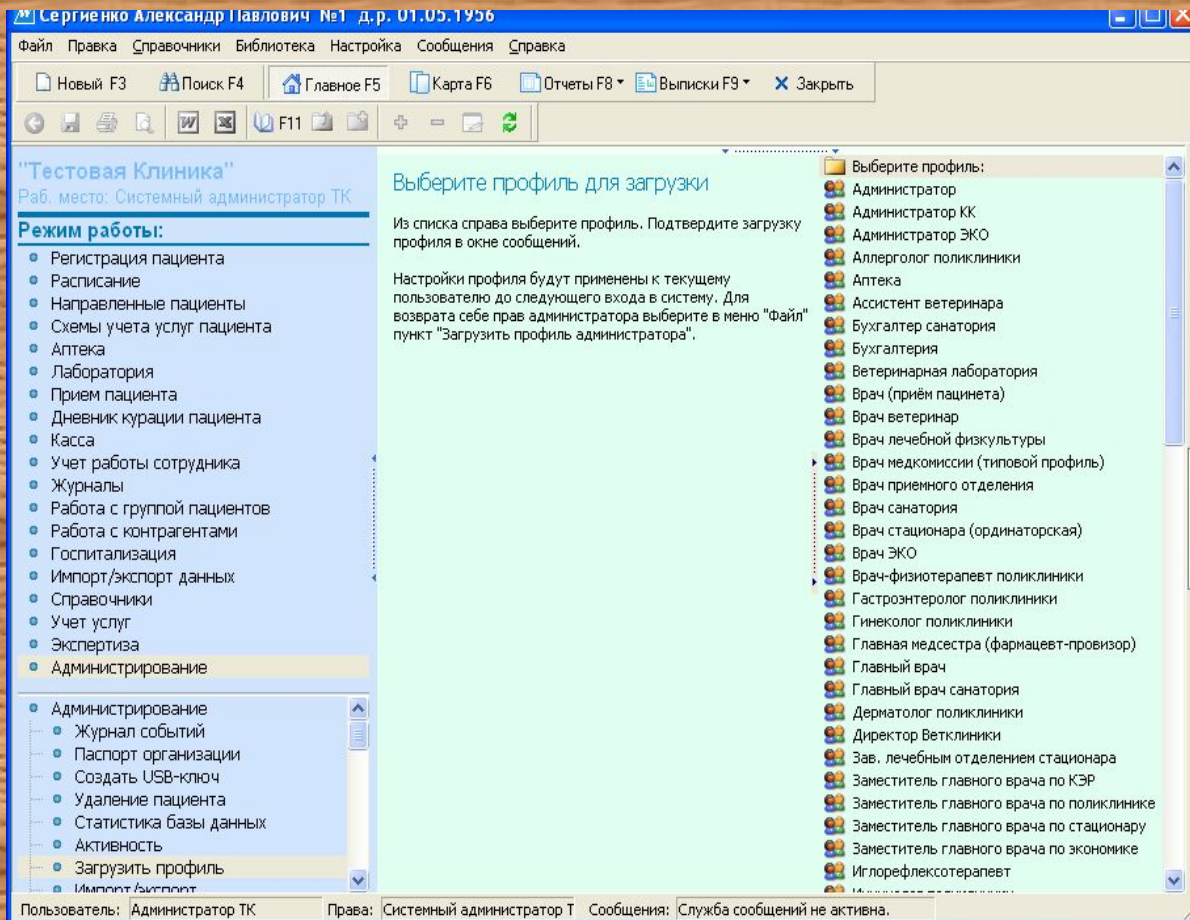 Сергиенко Александр Павлович №1 д.р. 01.05.1956
Файл Правка Справочники Библиотека Настройка Сообщения Справка
Новый F3 Поиск F4 Главное F5 Карта F6 Отчеты F8 Выписки F9 Закрыть
F11
"Тестовая Клиника"
Раб. место: Системный администратор ТК
Режим работы:
Регистрация пациента
Расписание
Направленные пациенты
Схемы учета услуг пациента
Аптека
Лаборатория
Прием пациента
Дневник курации пациента
Касса
Учет работы сотрудника
Журналы
Работа с группой пациентов
Работа с контрагентами
Госпитализация
Импорт/экспорт данных
Справочники
Учет услуг
Экспертиза
Администрирование
Администрирование
Журнал событий
Паспорт организации
Создать USB-ключ
Удаление пациента
Статистика базы данных
Активность
Загрузить профиль
Импорт/экспорт
Выберите профиль для загрузки
Из списка справа выберите профиль. Подтвердите загрузку
профиля в окне сообщений.
Настройки профиля будут применены к текущему
пользователю до следующего входа в систему. Для
возврата себе прав администратора выберите в меню "Файл"
пункт "Загрузить профиль администратора".
Выберите профиль:
Администратор
Администратор КК
Администратор ЭКО
Аллерголог поликлиники
Аптека
Ассистент ветеринара
Бухгалтер санатория
Бухгалтерия
Ветеринарная лаборатория
Врач (приём пацинета)
Врач ветеринар
Врач лечебной физкультуры
Врач медкомиссии (типовой профиль)
Врач приемного отделения
Врач санатория
Врач стационара (ординаторская)
Врач ЭКО
Врач-физиотерапевт поликлиники
Гастроэнтеролог поликлиники
Гинеколог поликлиники
Главная медсестра (фармацевт-провизор)
Главный врач
Главный врач санатория
Дерматолог поликлиники
Директор Ветклиники
Зав. лечебным отделением стационара
Заместитель главного врача по КЭР
Заместитель главного врача по поликлинике
Заместитель главного врача по стационару
Заместитель главного врача по экономике
Иглорефлексотерапевт
Пользователь: Администратор ТК Права: Системный администратор Т Сообщения: Служба сообщений не активна.